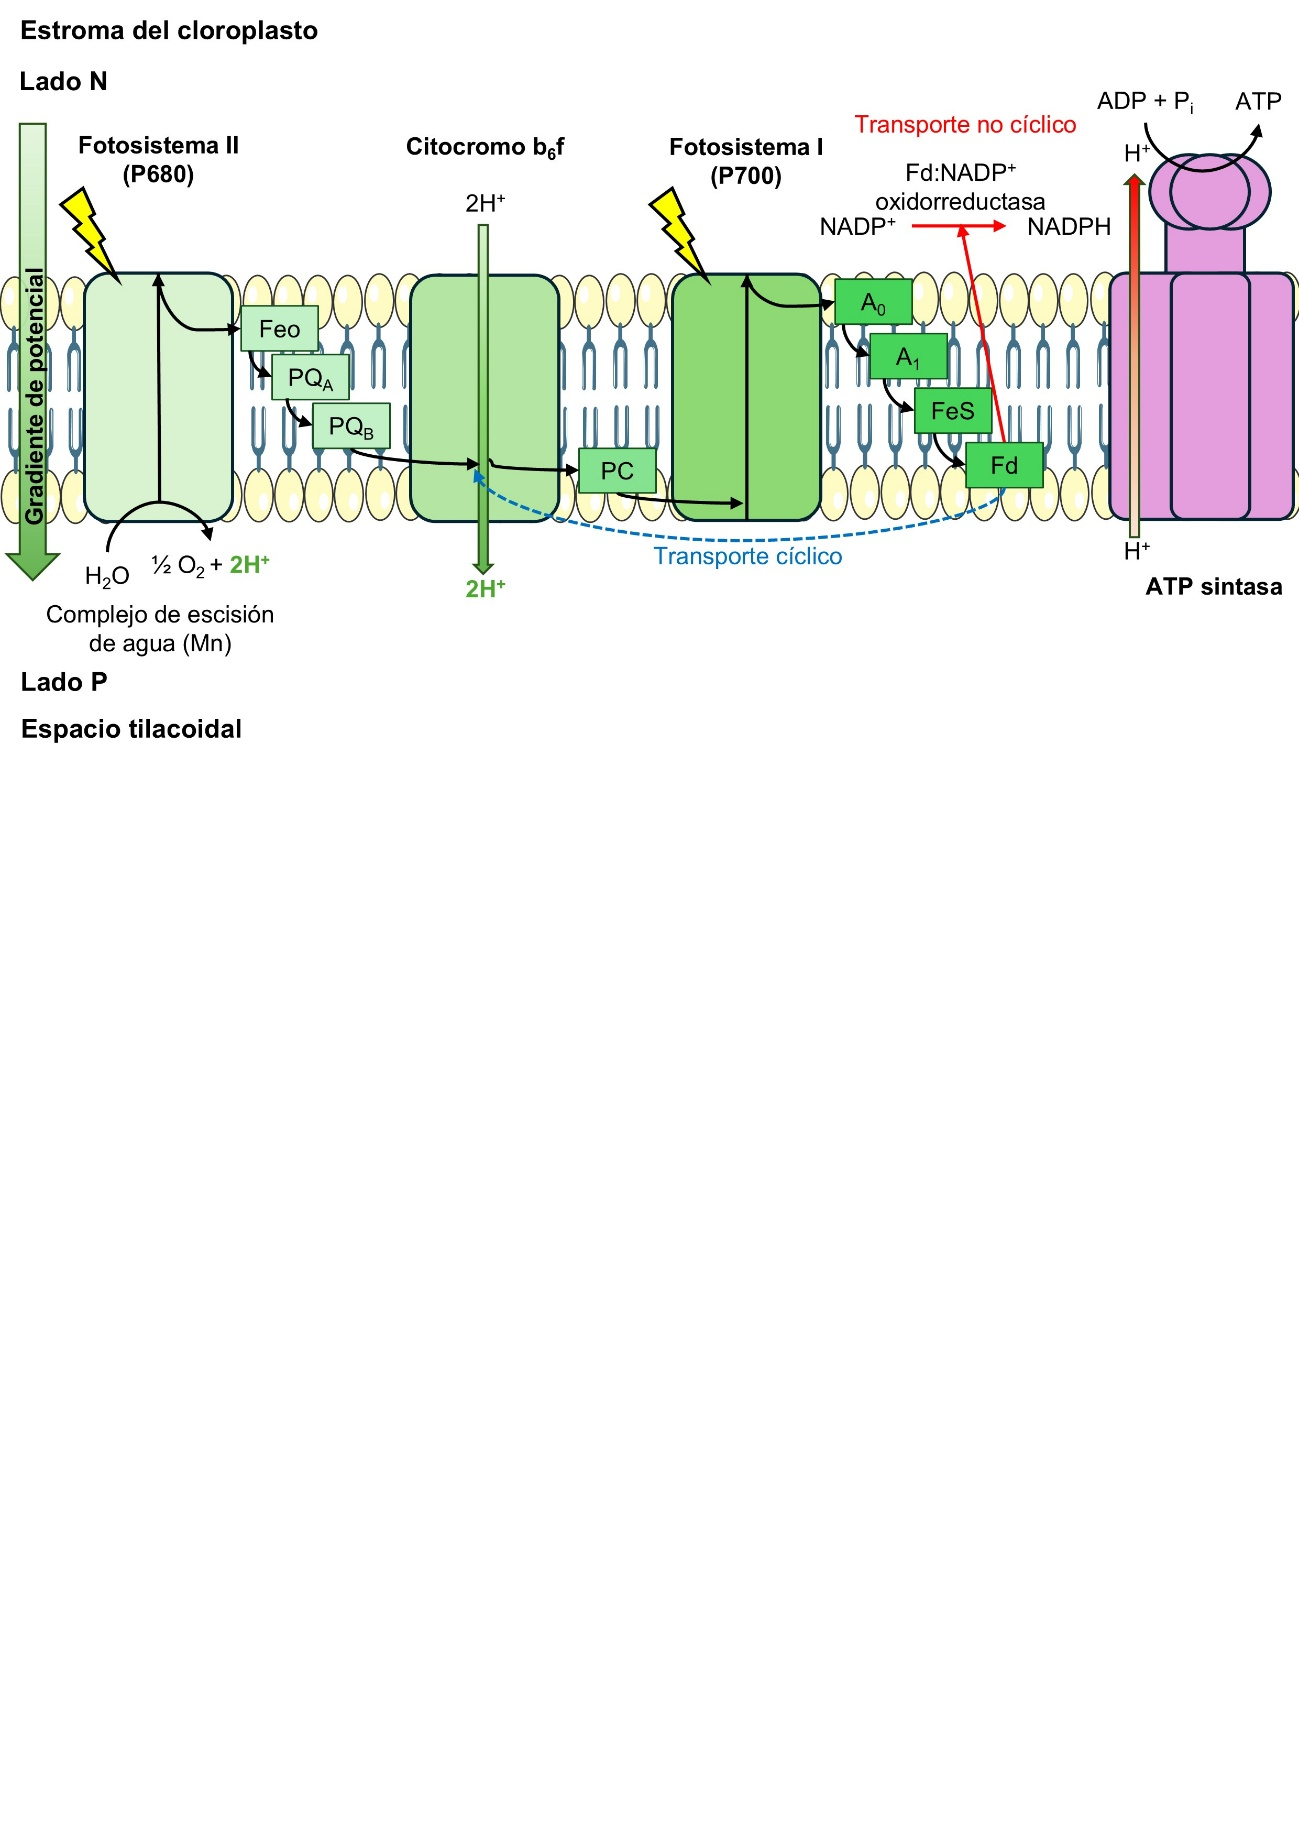 Estroma del cloroplasto
Lado N
Gradiente de potencial
Fotosistema II
(P680)
Citocromo b₆f
2H⁺
Fotosistema I
(P700)
Transporte no cíclico
Fd:NADP⁺
oxidorreductasa
NADP⁺
NADPH
ADP + Pᵢ
ATP
H⁺
Feo
PQ_A
PQ_B
PC
A₀
A₁
FeS
Fd
H₂O
½ O₂ + 2H⁺
2H⁺
Transporte cíclico
H⁺
ATP sintasa
Complejo de escisión
de agua (Mn)
Lado P
Espacio tilacoidal